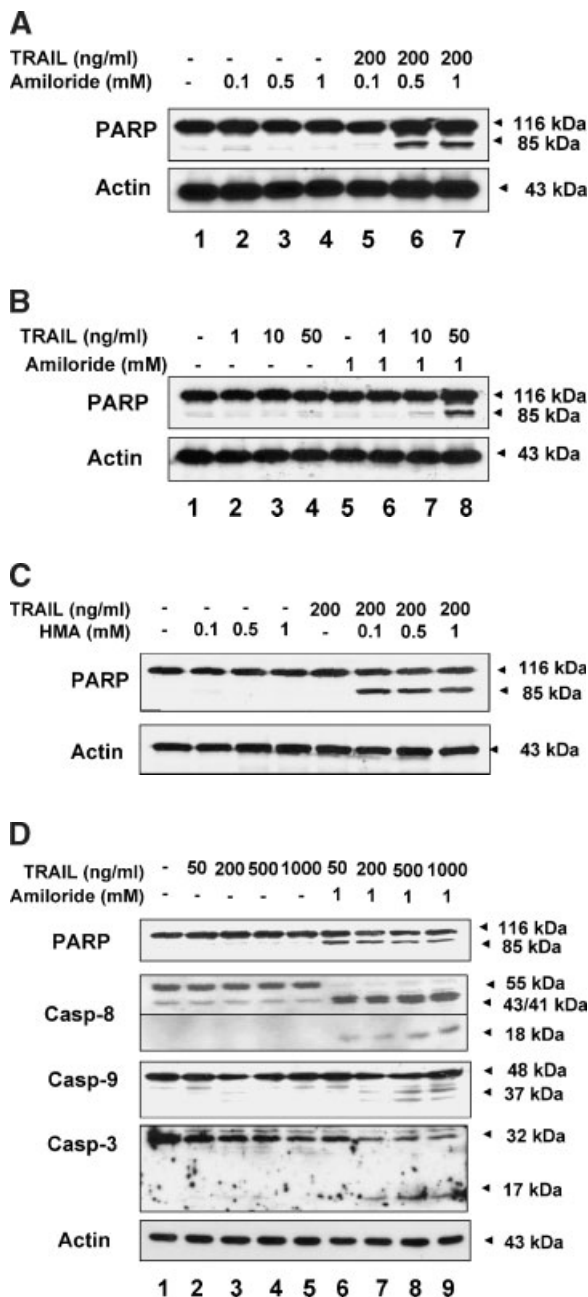 A
TRAIL (ng/ml) - - - - 200 200 200
Amiloride (mM) - 0.1 0.5 1 0.1 0.5 1
PARP
◄ 116 kDa
◄ 85 kDa
Actin
◄ 43 kDa
1 2 3 4 5 6 7
B
TRAIL (ng/ml) - 1 10 50 - 1 10 50
Amiloride (mM) - - - - 1 1 1 1
PARP
◄ 116 kDa
◄ 85 kDa
Actin
◄ 43 kDa
1 2 3 4 5 6 7 8
C
TRAIL (ng/ml) - - - - 200 200 200 200
HMA (mM) - 0.1 0.5 1 - 0.1 0.5 1
PARP
◄ 116 kDa
◄ 85 kDa
Actin
◄ 43 kDa
D
TRAIL (ng/ml) - 50 200 500 1000 50 200 500 1000
Amiloride (mM) - - - - - 1 1 1 1
PARP
◄ 116 kDa
◄ 85 kDa
Casp-8
◄ 55 kDa
◄ 43/41 kDa
◄ 18 kDa
Casp-9
◄ 48 kDa
◄ 37 kDa
Casp-3
◄ 32 kDa
◄ 17 kDa
Actin
◄ 43 kDa
1 2 3 4 5 6 7 8 9